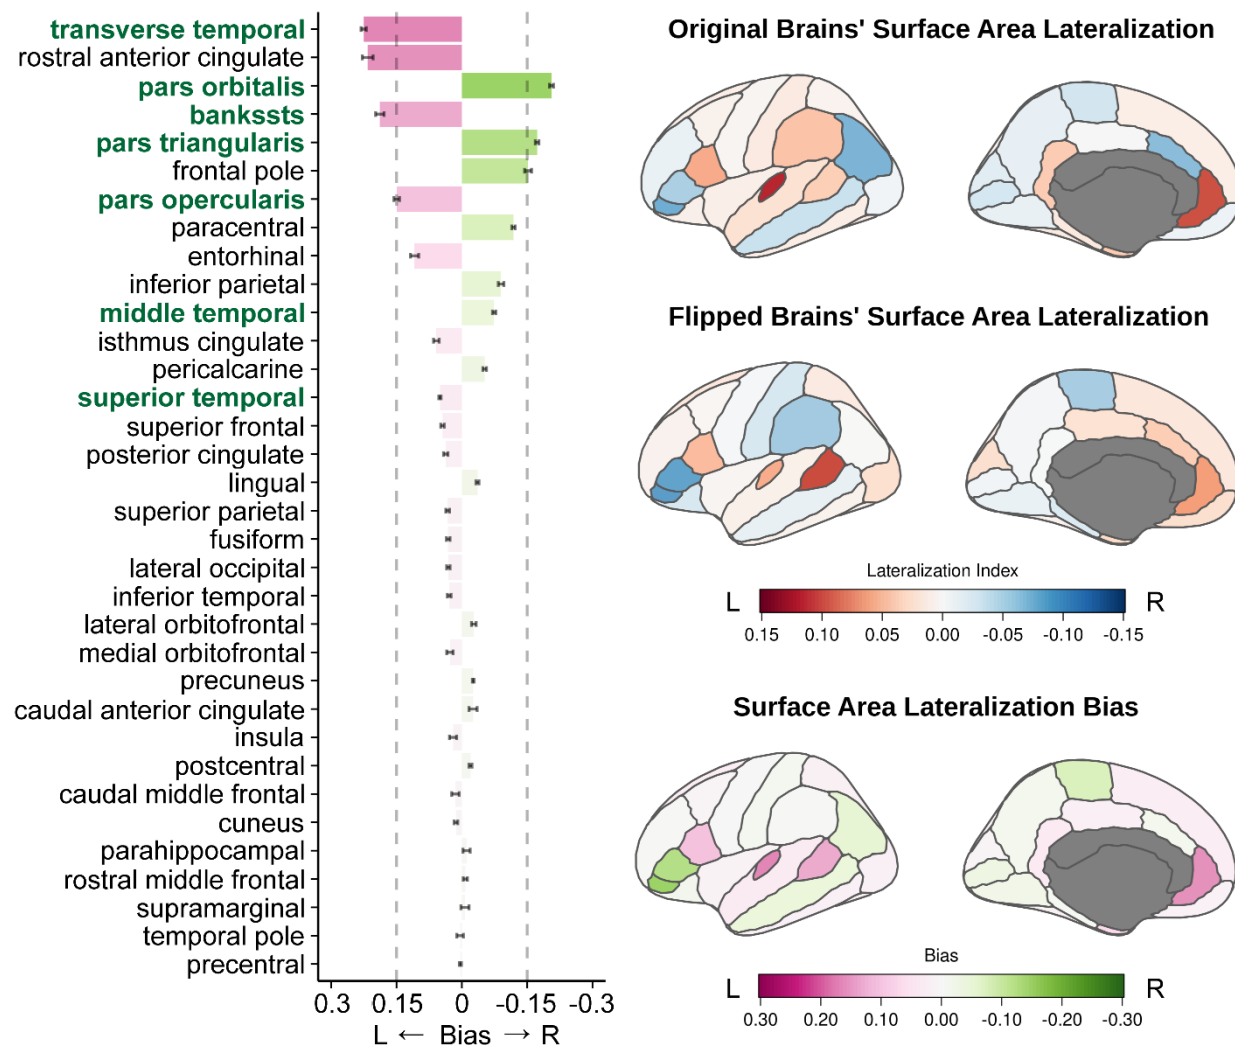 transverse temporal
rostral anterior cingulate
pars orbitalis
bankssts
pars triangularis
frontal pole
pars opercularis
paracentral
entorhinal
inferior parietal
middle temporal
isthmus cingulate
pericalcarine
superior temporal
superior frontal
posterior cingulate
lingual
superior parietal
fusiform
lateral occipital
inferior temporal
lateral orbitofrontal
medial orbitofrontal
precuneus
caudal anterior cingulate
insula
postcentral
caudal middle frontal
cuneus
parahippocampal
rostral middle frontal
supramarginal
temporal pole
precentral
0.3 0.15 0 -0.15 -0.3
L ← Bias → R
Original Brains' Surface Area Lateralization
Flipped Brains' Surface Area Lateralization
Lateralization Index
L R
0.15 0.10 0.05 0.00 -0.05 -0.10 -0.15
Surface Area Lateralization Bias
Bias
L R
0.30 0.20 0.10 0.00 -0.10 -0.20 -0.30